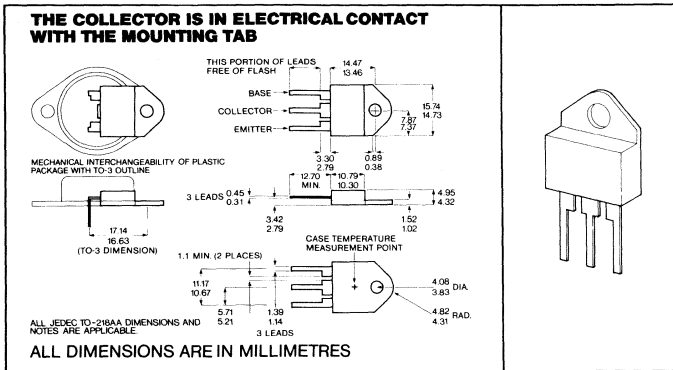 THE COLLECTOR IS IN ELECTRICAL CONTACT
WITH THE MOUNTING TAB
THIS PORTION OF LEADS
FREE OF FLASH
14.47
13.46
BASE
COLLECTOR
EMITTER
15.74
14.73
7.87
7.37
3.30
2.79
0.89
0.38
MECHANICAL INTERCHANGEABILITY OF PLASTIC
PACKAGE WITH TO-3 OUTLINE
12.70
MIN.
10.79
10.30
3 LEADS
0.45
0.31
4.95
4.32
3.42
2.79
1.52
1.02
17.14
16.63
(TO-3 DIMENSION)
CASE TEMPERATURE
MEASUREMENT POINT
1.1 MIN. (2 PLACES)
11.17
10.67
4.08
3.83
DIA.
5.71
5.21
1.39
1.14
3 LEADS
4.82
4.31
RAD.
ALL JEDEC TO-218AA DIMENSIONS AND
NOTES ARE APPLICABLE.
ALL DIMENSIONS ARE IN MILLIMETRES